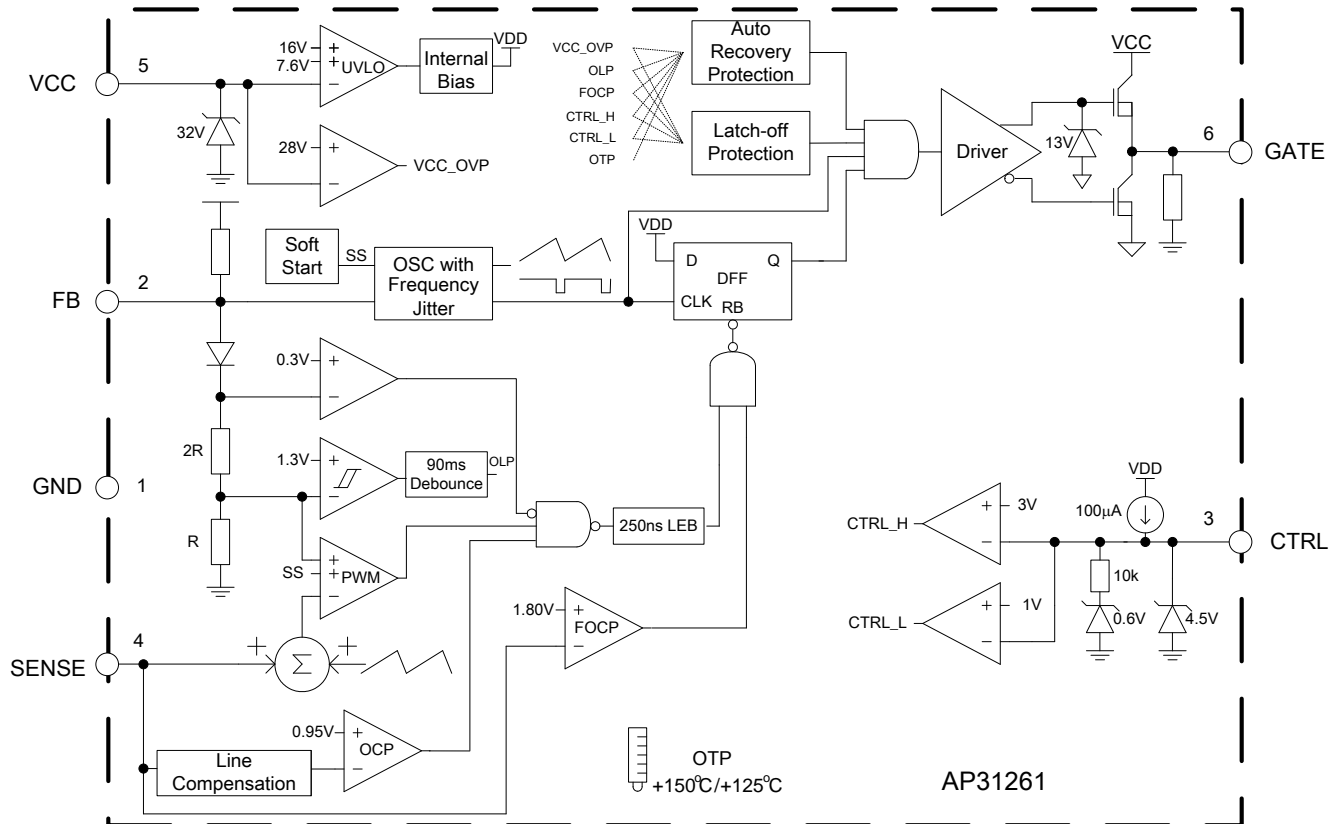 VCC
5
16V
7.6V
UVLO
Internal
Bias
VDD
32V
28V
VCC_OVP
VCC_OVP
OLP
FOCP
CTRL_H
CTRL_L
OTP
Auto
Recovery
Protection
Latch-off
Protection
Driver
VCC
13V
6
GATE
FB
2
Soft
Start
SS
OSC with
Frequency
Jitter
VDD
D
Q
DFF
CLK
RB
0.3V
2R
1.3V
90ms
Debounce
OLP
GND
1
R
SS
PWM
250ns LEB
1.80V
FOCP
CTRL_H
3V
VDD
100μA
3
CTRL
10k
0.6V
4.5V
CTRL_L
1V
SENSE
4
Σ
0.95V
OCP
Line
Compensation
OTP
+150°C/+125°C
AP31261